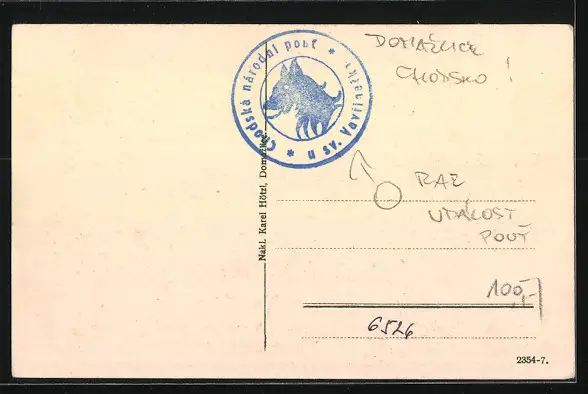 Chodská národní pouť * u sv. Vavřinečka *
DOMAŽLICE
CHODSKO!
Nakl. Karel Hötzl, Domažlice
RAZ
UDÁLOST
POUŤ
100,-
6526
2354-7.